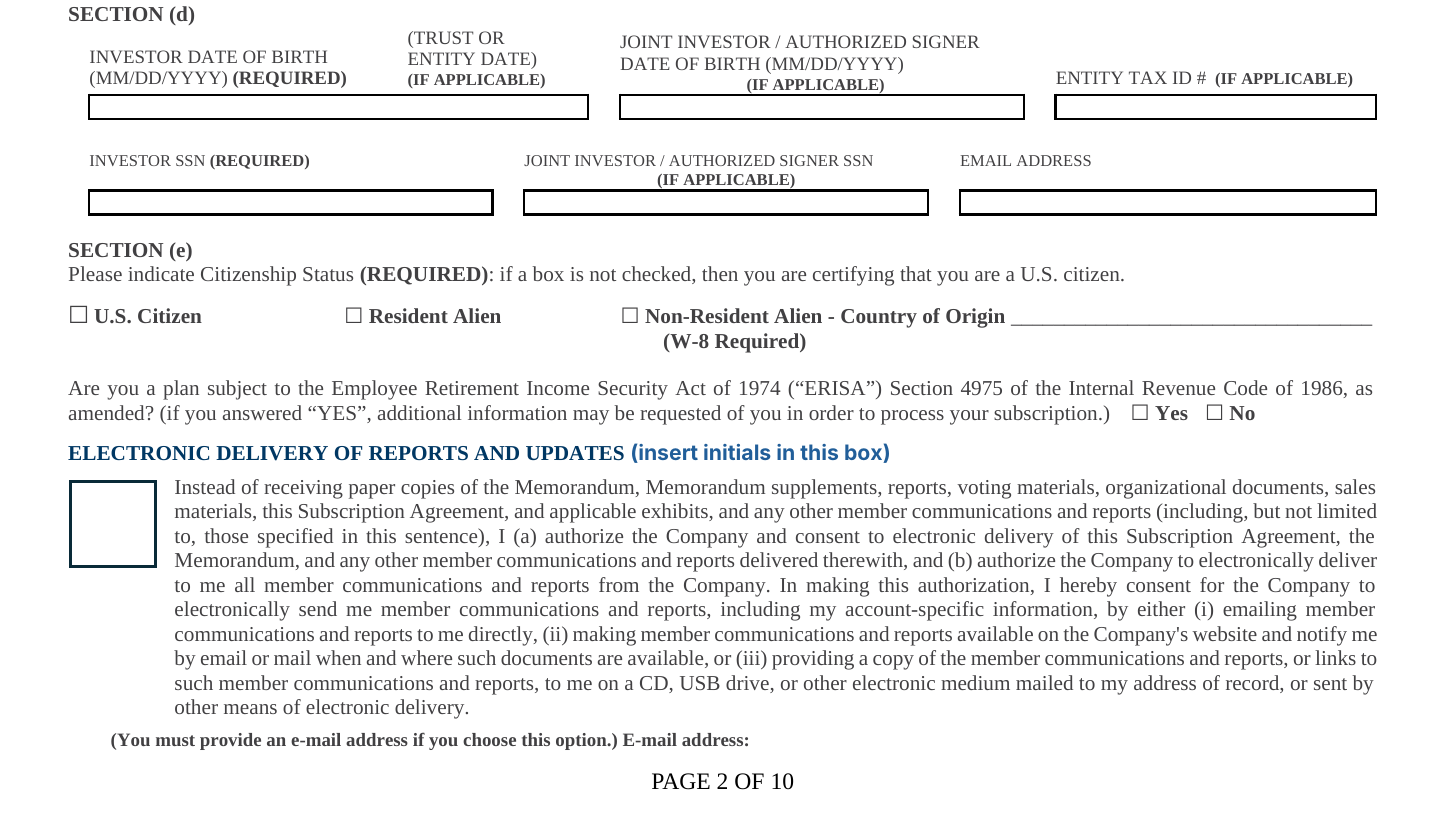 SECTION (d)
INVESTOR DATE OF BIRTH
(MM/DD/YYYY) (REQUIRED)
(TRUST OR
ENTITY DATE)
(IF APPLICABLE)
JOINT INVESTOR / AUTHORIZED SIGNER
DATE OF BIRTH (MM/DD/YYYY)
(IF APPLICABLE)
ENTITY TAX ID # (IF APPLICABLE)
INVESTOR SSN (REQUIRED)
JOINT INVESTOR / AUTHORIZED SIGNER SSN
(IF APPLICABLE)
EMAIL ADDRESS
SECTION (e)
Please indicate Citizenship Status (REQUIRED): if a box is not checked, then you are certifying that you are a U.S. citizen.
☐ U.S. Citizen ☐ Resident Alien ☐ Non-Resident Alien - Country of Origin ___________________________________
(W-8 Required)
Are you a plan subject to the Employee Retirement Income Security Act of 1974 (“ERISA”) Section 4975 of the Internal Revenue Code of 1986, as
amended? (if you answered “YES”, additional information may be requested of you in order to process your subscription.) ☐ Yes ☐ No
ELECTRONIC DELIVERY OF REPORTS AND UPDATES (insert initials in this box)
Instead of receiving paper copies of the Memorandum, Memorandum supplements, reports, voting materials, organizational documents, sales
materials, this Subscription Agreement, and applicable exhibits, and any other member communications and reports (including, but not limited
to, those specified in this sentence), I (a) authorize the Company and consent to electronic delivery of this Subscription Agreement, the
Memorandum, and any other member communications and reports delivered therewith, and (b) authorize the Company to electronically deliver
to me all member communications and reports from the Company. In making this authorization, I hereby consent for the Company to
electronically send me member communications and reports, including my account-specific information, by either (i) emailing member
communications and reports to me directly, (ii) making member communications and reports available on the Company's website and notify me
by email or mail when and where such documents are available, or (iii) providing a copy of the member communications and reports, or links to
such member communications and reports, to me on a CD, USB drive, or other electronic medium mailed to my address of record, or sent by
other means of electronic delivery.
(You must provide an e-mail address if you choose this option.) E-mail address:
PAGE 2 OF 10